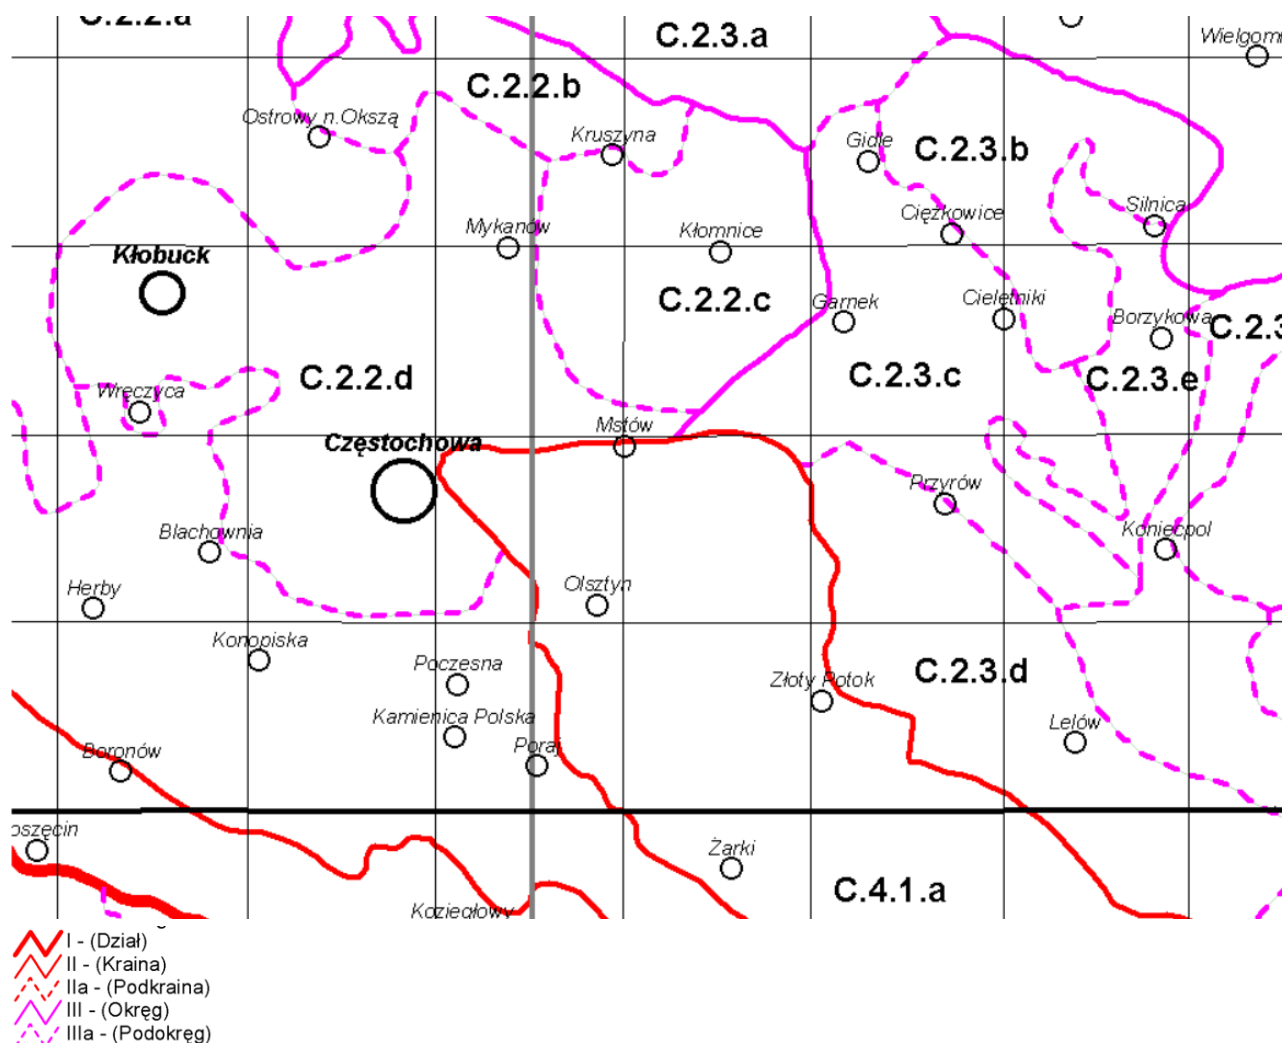 C.2.2.a
C.2.3.a
C.2.2.b
Ostrowy n.Okszą
Kruszyna
Gidle
C.2.3.b
Ciężkowice
Silnica
Mykanów
Kłomnice
Kłobuck
C.2.2.c
Garnek
Cieletniki
Borzykowa
C.2.2.d
C.2.3.c
C.2.3.e
Wręczyca
Mstów
Częstochowa
Przyrów
Koniecpol
Blachownia
Herby
Olsztyn
Konopiska
Poczesna
Złoty Potok
C.2.3.d
Kamienica Polska
Lelów
Boronów
Poraj
Żarki
C.4.1.a
Koziegłowy
I - (Dział)
II - (Kraina)
IIa - (Podkraina)
III - (Okręg)
IIIa - (Podokręg)